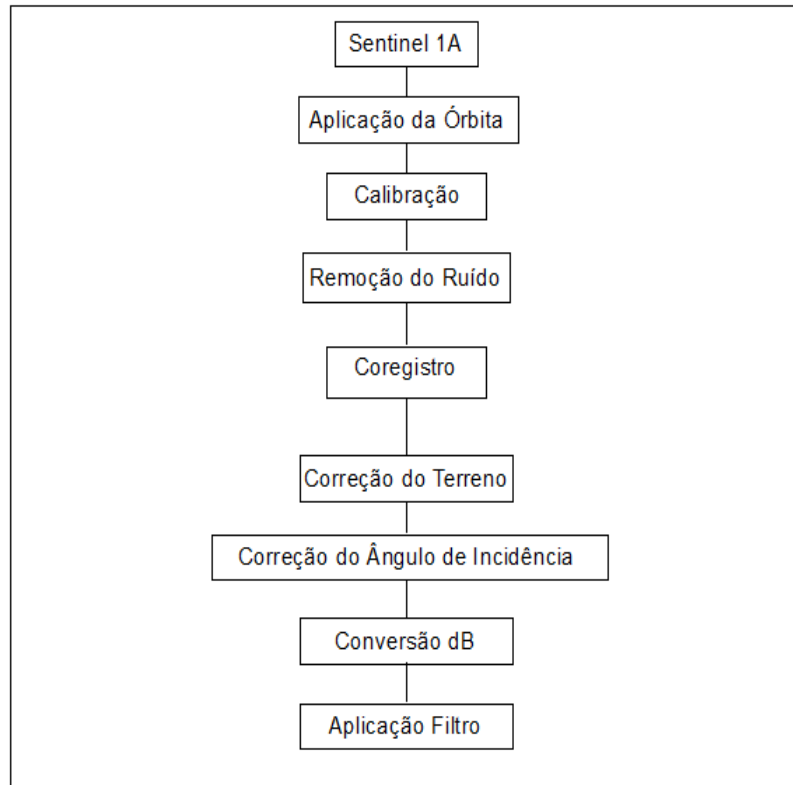 Sentinel 1A
Aplicação da Órbita
Calibração
Remoção do Ruído
Coregistro
Correção do Terreno
Correção do Ângulo de Incidência
Conversão dB
Aplicação Filtro